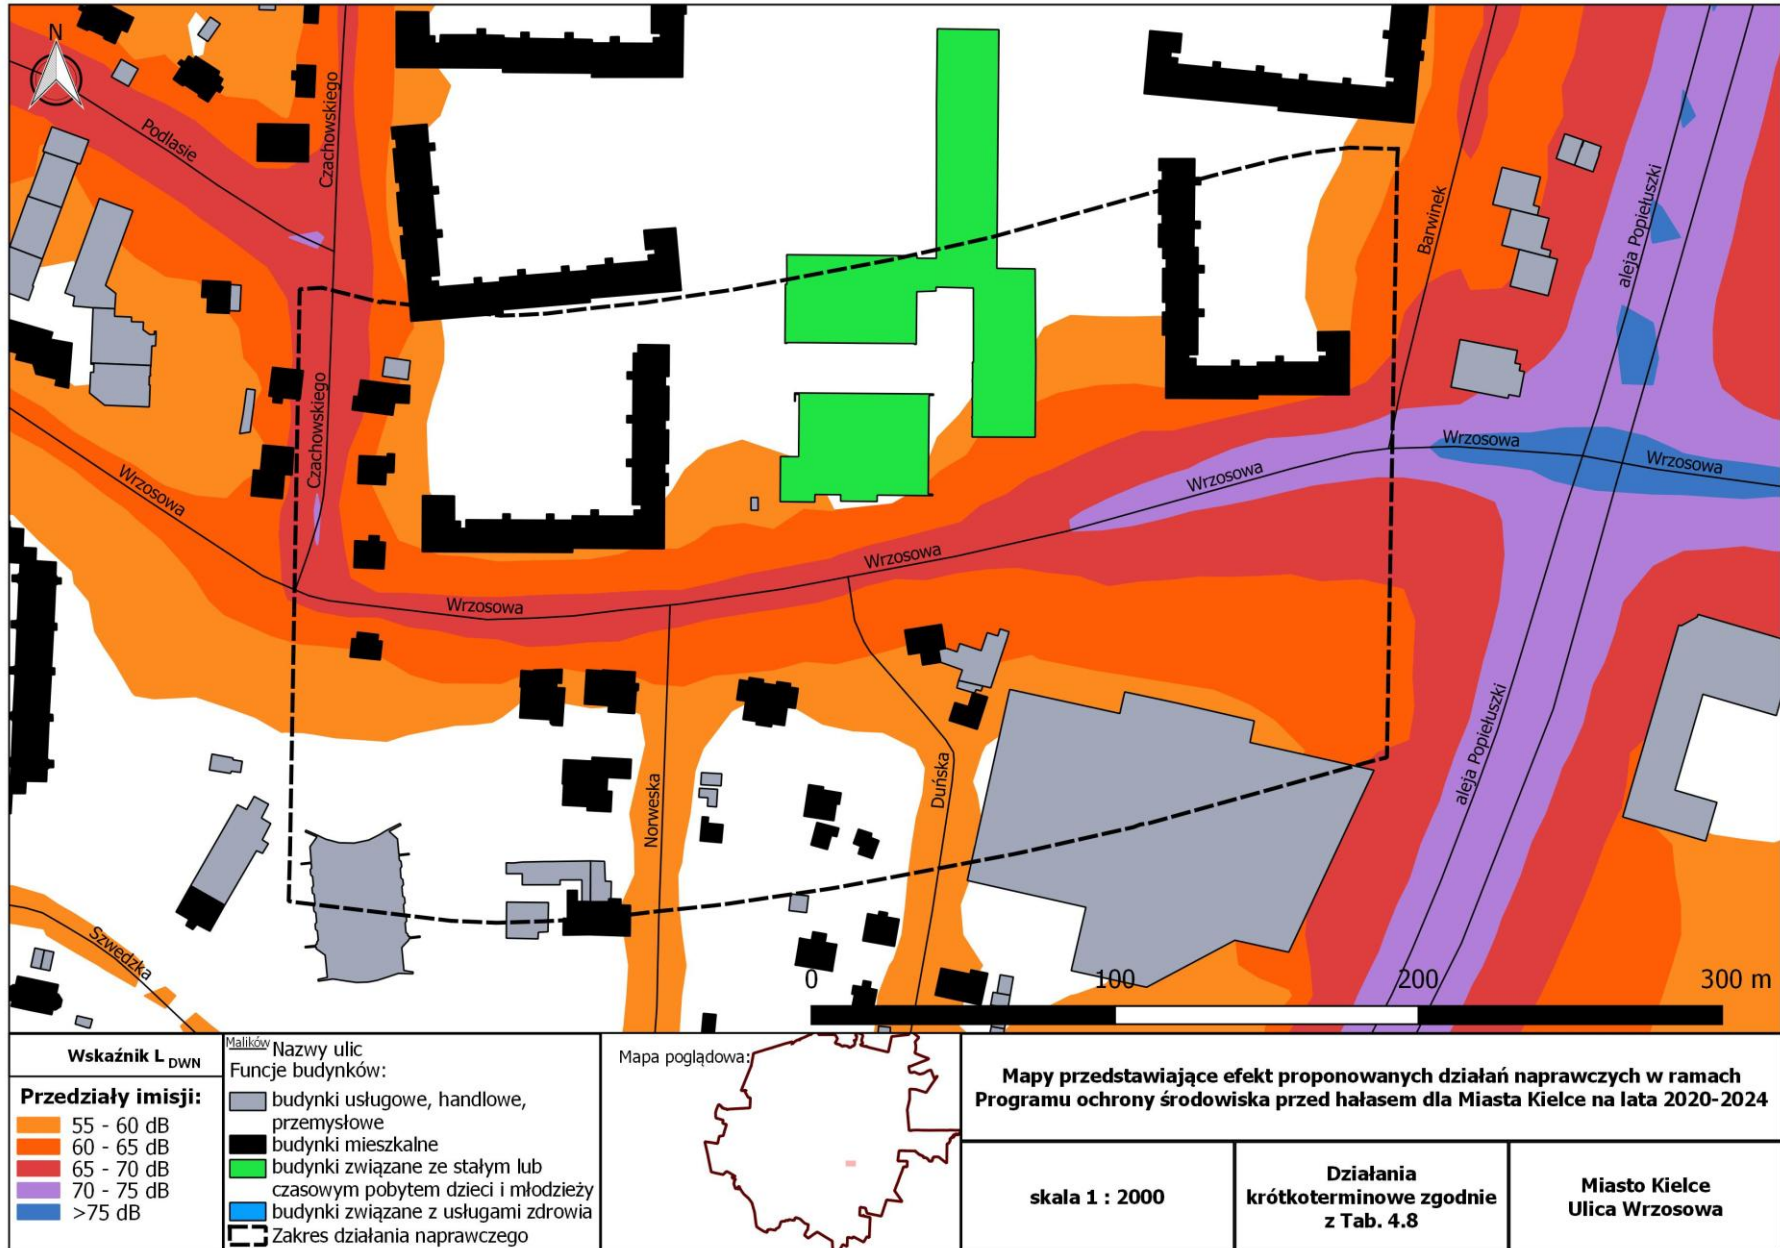 N
Podlasie
Czachowskiego
Barwinek
aleja Popiełuszki
Czachowskiego
Wrzosowa
Wrzosowa
Wrzosowa
Wrzosowa
Wrzosowa
Wrzosowa
Norweska
Duńska
aleja Popiełuszki
Szwedzka
0 100 200 300 m
Wskaźnik L DWN
Przedziały imisji:
55 - 60 dB
60 - 65 dB
65 - 70 dB
70 - 75 dB
>75 dB
Malików Nazwy ulic
Funcje budynków:
budynki usługowe, handlowe,
przemysłowe
budynki mieszkalne
budynki związane ze stałym lub
czasowym pobytem dzieci i młodzieży
budynki związane z usługami zdrowia
Zakres działania naprawczego
Mapa poglądowa:
Mapy przedstawiające efekt proponowanych działań naprawczych w ramach
Programu ochrony środowiska przed hałasem dla Miasta Kielce na lata 2020-2024
skala 1 : 2000
Działania
krótkoterminowe zgodnie
z Tab. 4.8
Miasto Kielce
Ulica Wrzosowa